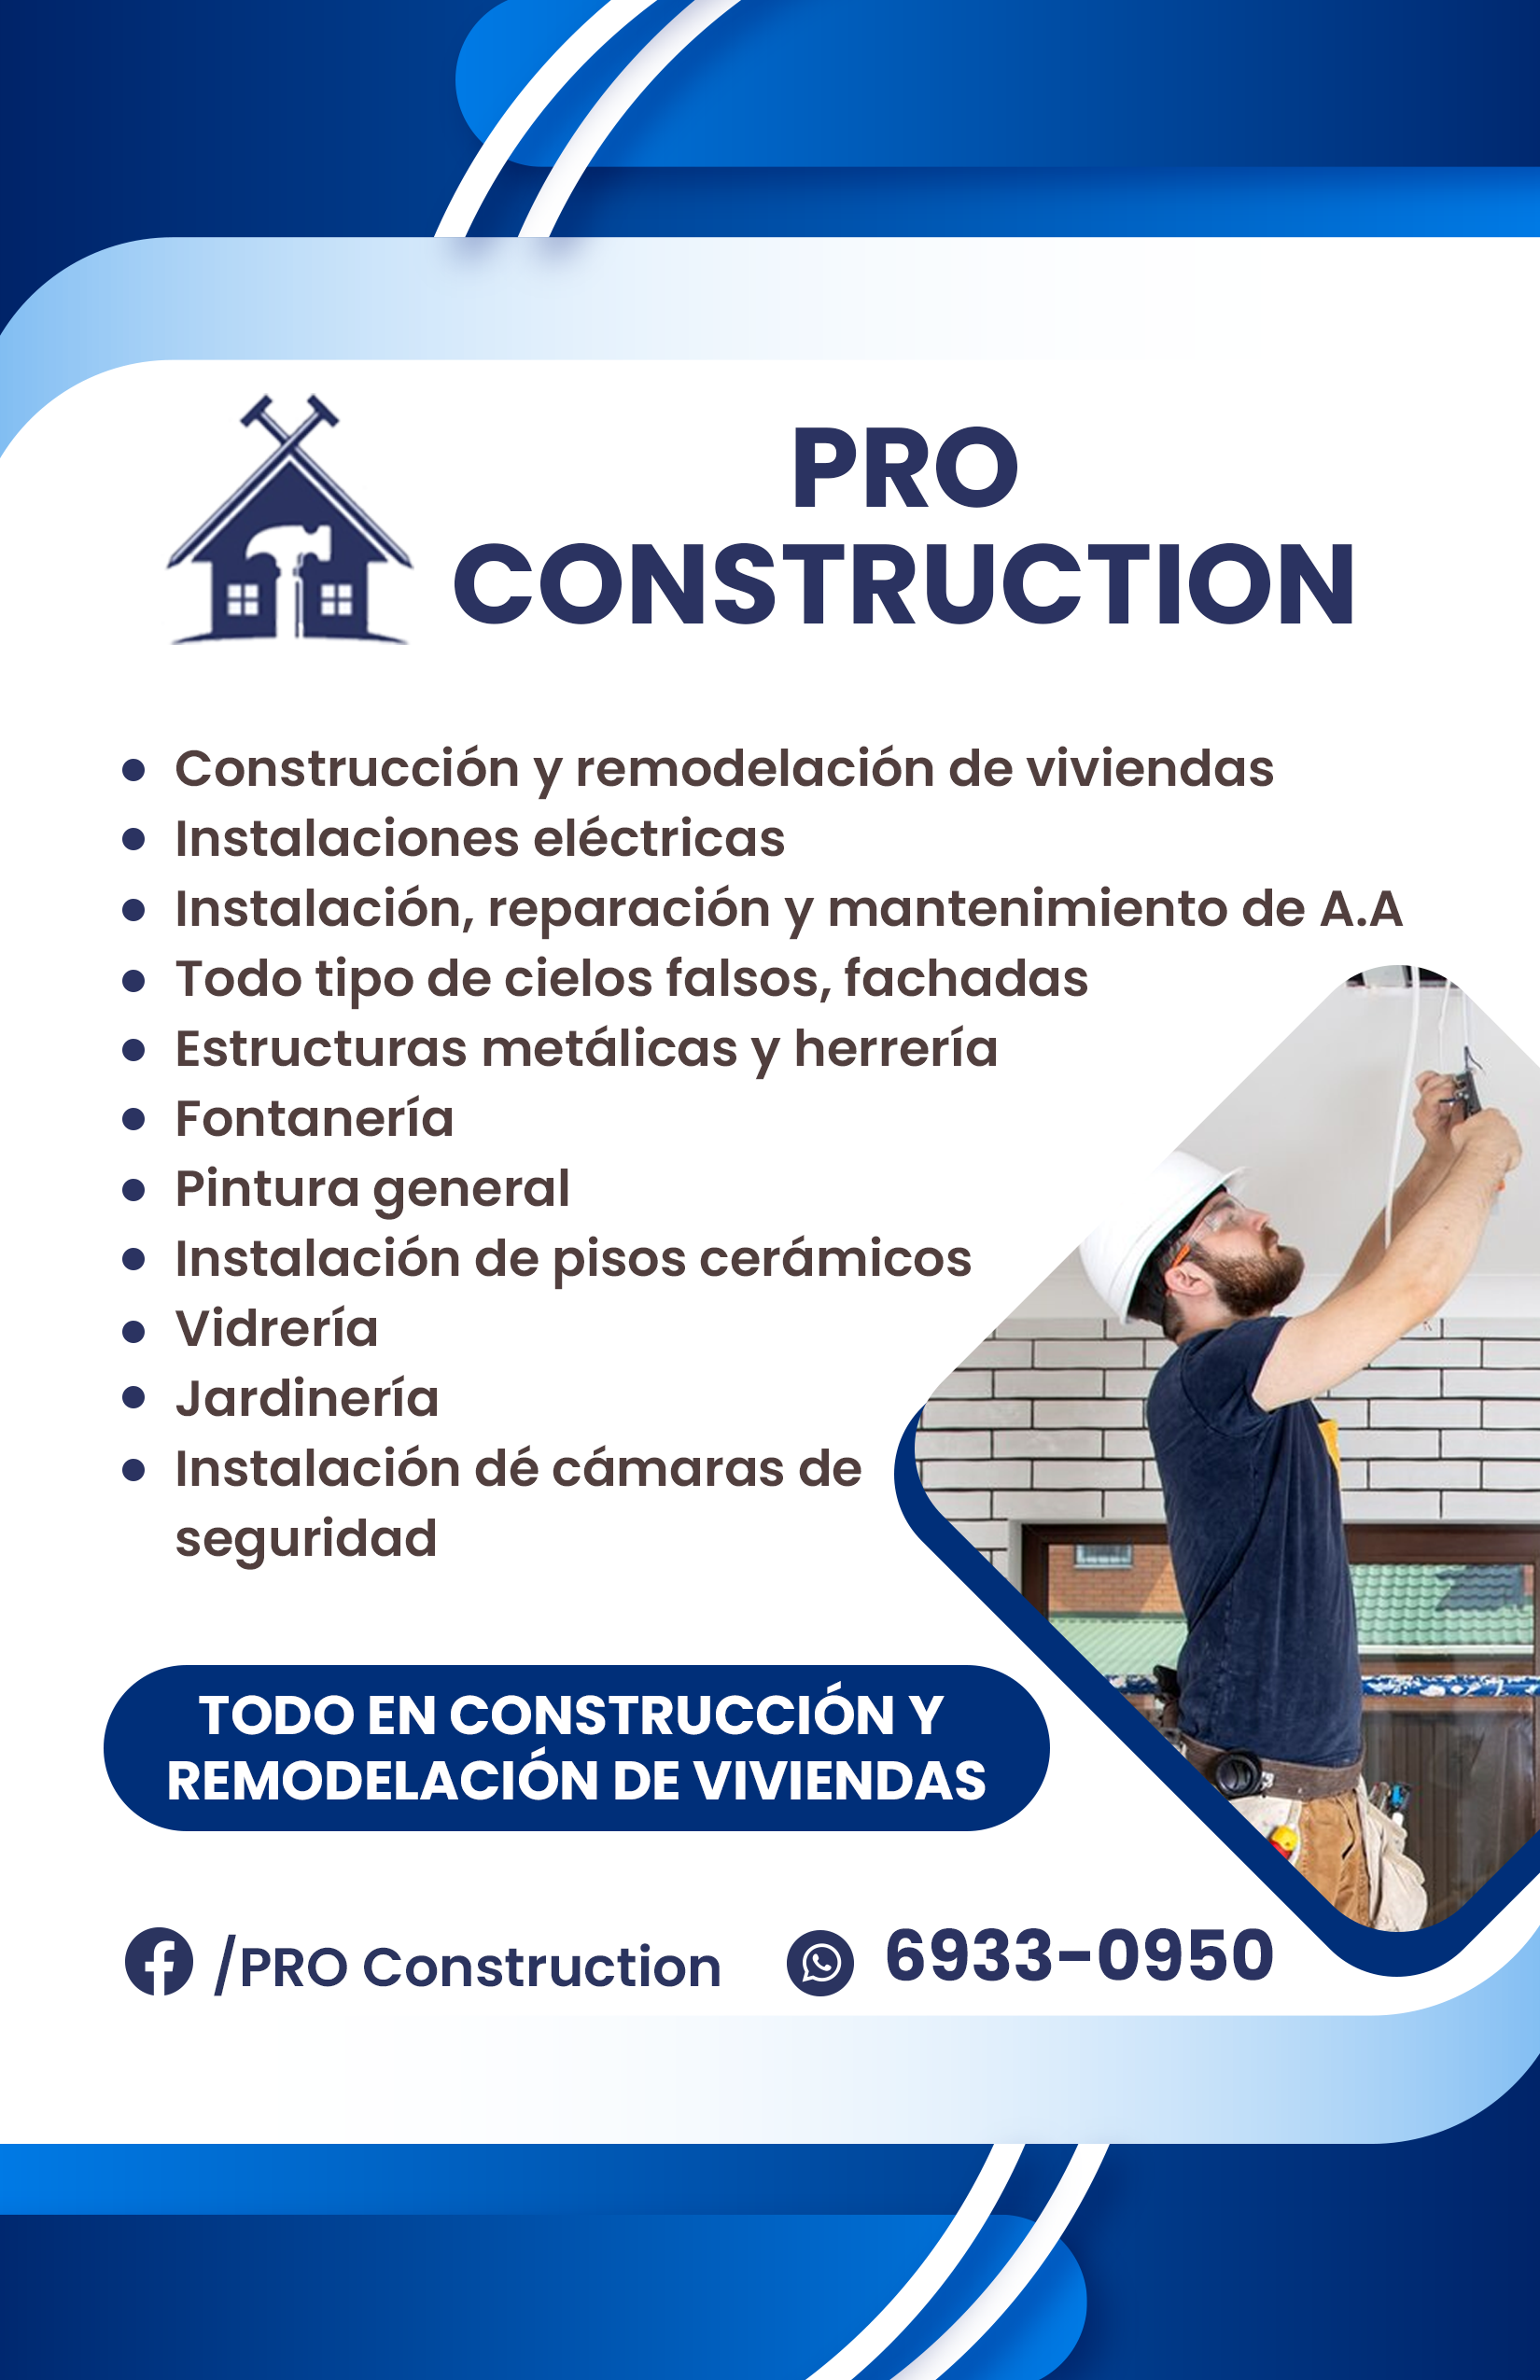 PRO
CONSTRUCTION
Construcción y remodelación de viviendas
Instalaciones eléctricas
Instalación, reparación y mantenimiento de A.A
Todo tipo de cielos falsos, fachadas
Estructuras metálicas y herrería
Fontanería
Pintura general
Instalación de pisos cerámicos
Vidrería
Jardinería
Instalación dé cámaras de
seguridad
TODO EN CONSTRUCCIÓN Y
REMODELACIÓN DE VIVIENDAS
/PRO Construction
6933-0950